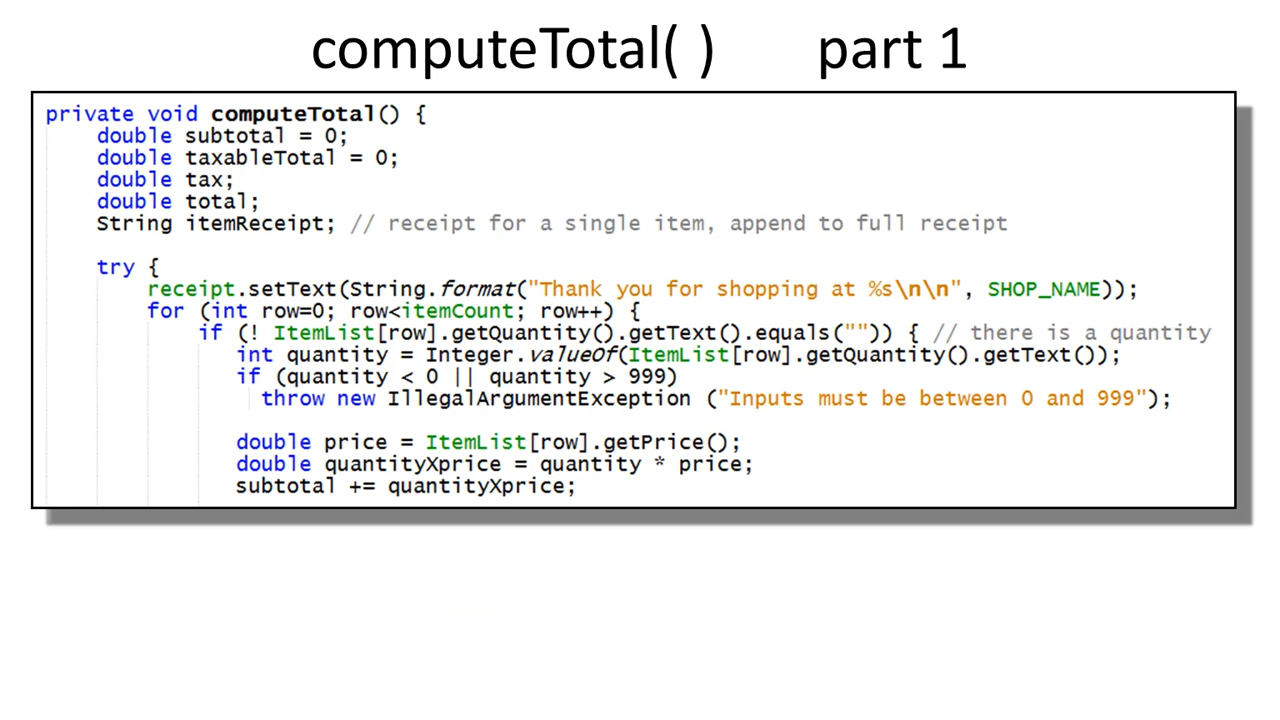 computeTotal( ) part 1
private void computeTotal() {
double subtotal = 0;
double taxableTotal = 0;
double tax;
double total;
String itemReceipt; // receipt for a single item, append to full receipt
try {
receipt.setText(String.format("Thank you for shopping at %s\n\n", SHOP_NAME));
for (int row=0; row<itemCount; row++) {
if (! ItemList[row].getQuantity().getText().equals("")) { // there is a quantity
int quantity = Integer.valueOf(ItemList[row].getQuantity().getText());
if (quantity < 0 || quantity > 999)
throw new IllegalArgumentException ("Inputs must be between 0 and 999");
double price = ItemList[row].getPrice();
double quantityXprice = quantity * price;
subtotal += quantityXprice;